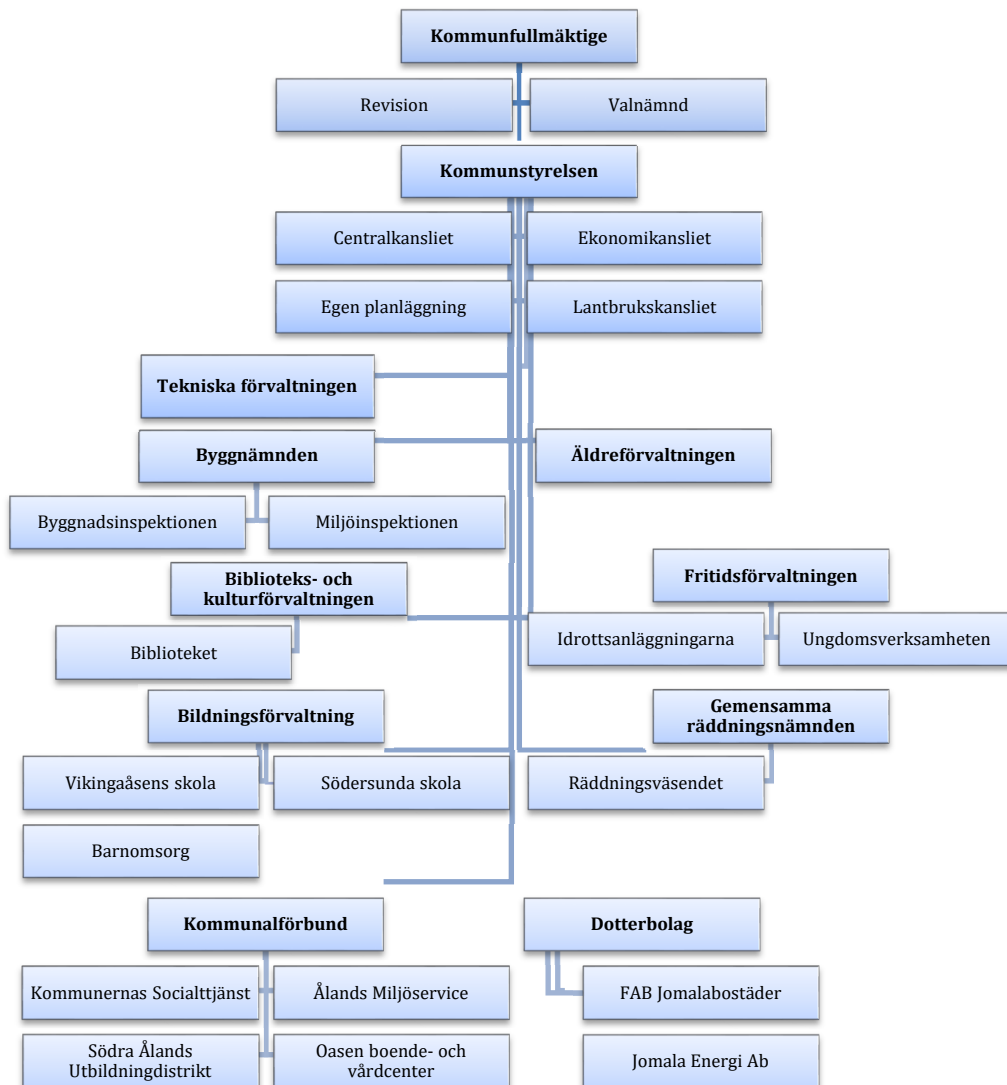 Kommunfullmäktige
Revision
Valnämnd
Kommunstyrelsen
Centralkansliet
Ekonomikansliet
Egen planläggning
Lantbrukskansliet
Tekniska förvaltningen
Byggnämnden
Äldreförvaltningen
Byggnadsinspektionen
Miljöinspektionen
Biblioteks- och
kulturförvaltningen
Biblioteket
Fritidsförvaltningen
Idrottsanläggningarna
Ungdomsverksamheten
Bildningsförvaltning
Vikingaåsens skola
Södersunda skola
Barnomsorg
Gemensamma
räddningsnämnden
Räddningsväsendet
Kommunalförbund
Kommunernas Socialttjänst
Ålands Miljöservice
Södra Ålands
Utbildningdistrikt
Oasen boende- och
vårdcenter
Dotterbolag
FAB Jomalabostäder
Jomala Energi Ab